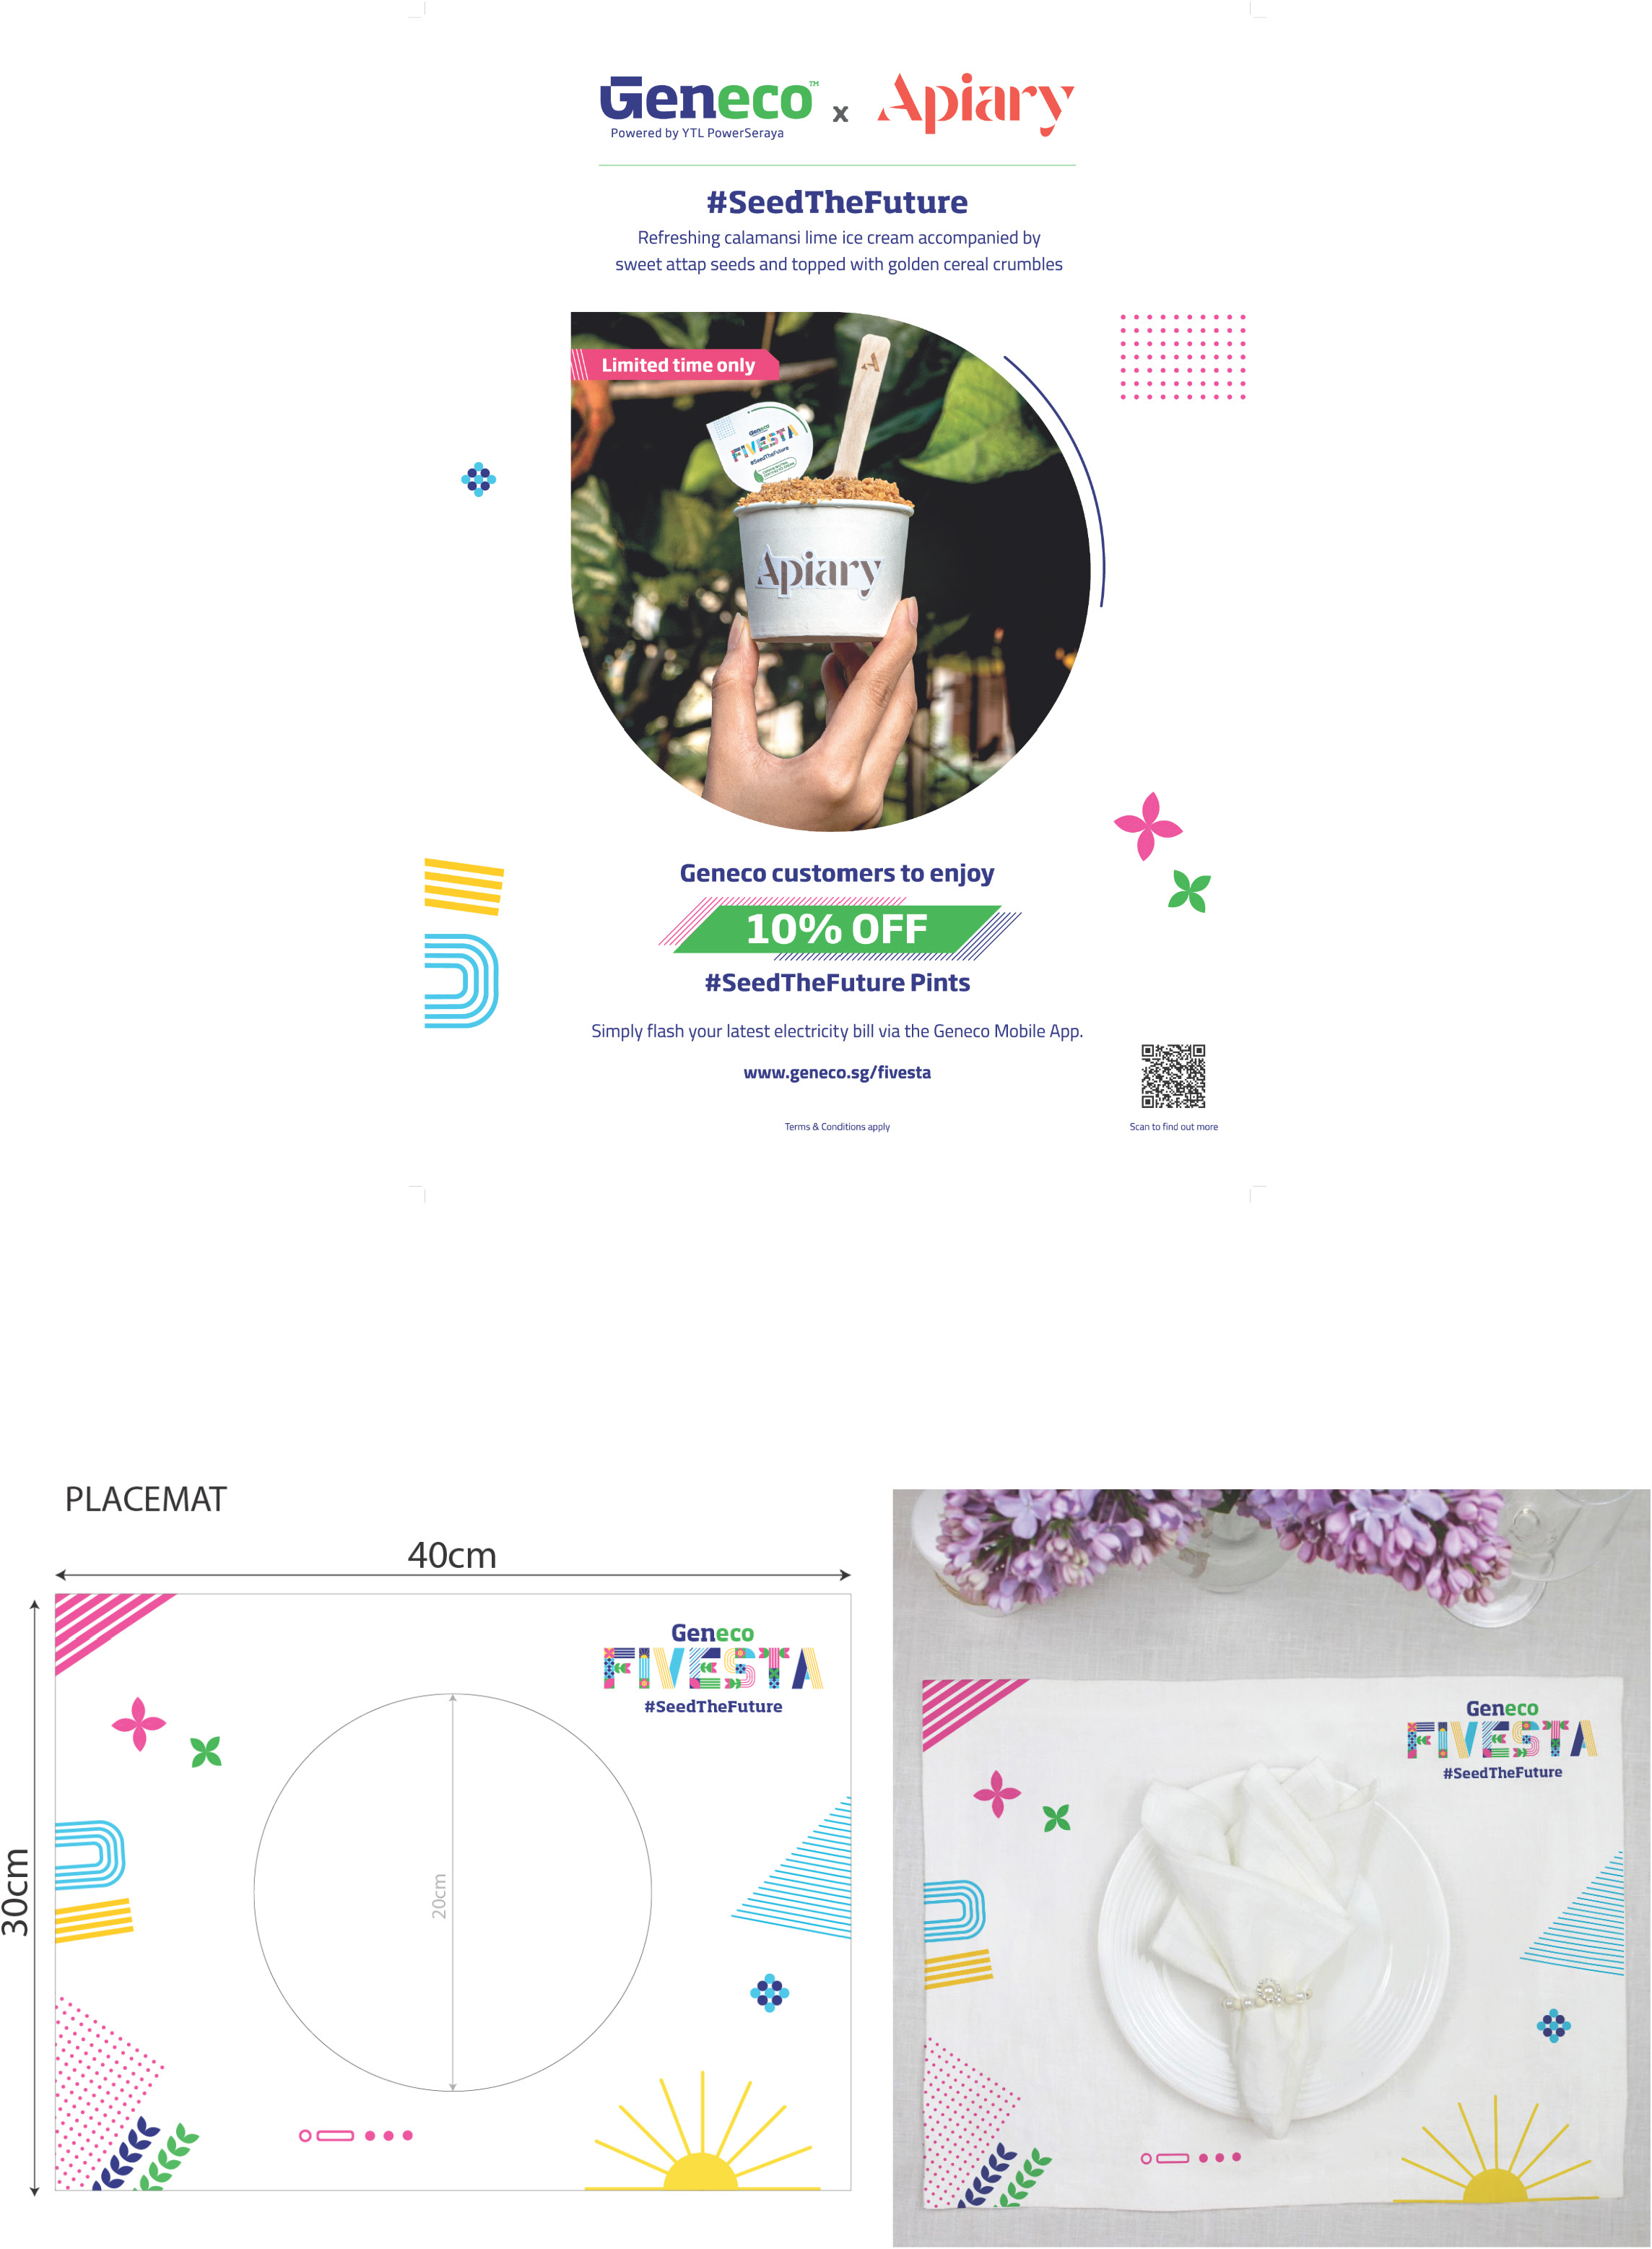 Geneco™ x Apiary
Powered by YTL PowerSeraya
#SeedTheFuture
Refreshing calamansi lime ice cream accompanied by
sweet attap seeds and topped with golden cereal crumbles
Limited time only
Geneco
FIVESTA
#SeedTheFuture
Apiary
Geneco customers to enjoy
10% OFF
#SeedTheFuture Pints
Simply flash your latest electricity bill via the Geneco Mobile App.
www.geneco.sg/fivesta
Terms & Conditions apply
Scan to find out more
PLACEMAT
40cm
30cm
Geneco
FIVESTA
#SeedTheFuture
20cm
Geneco
FIVESTA
#SeedTheFuture